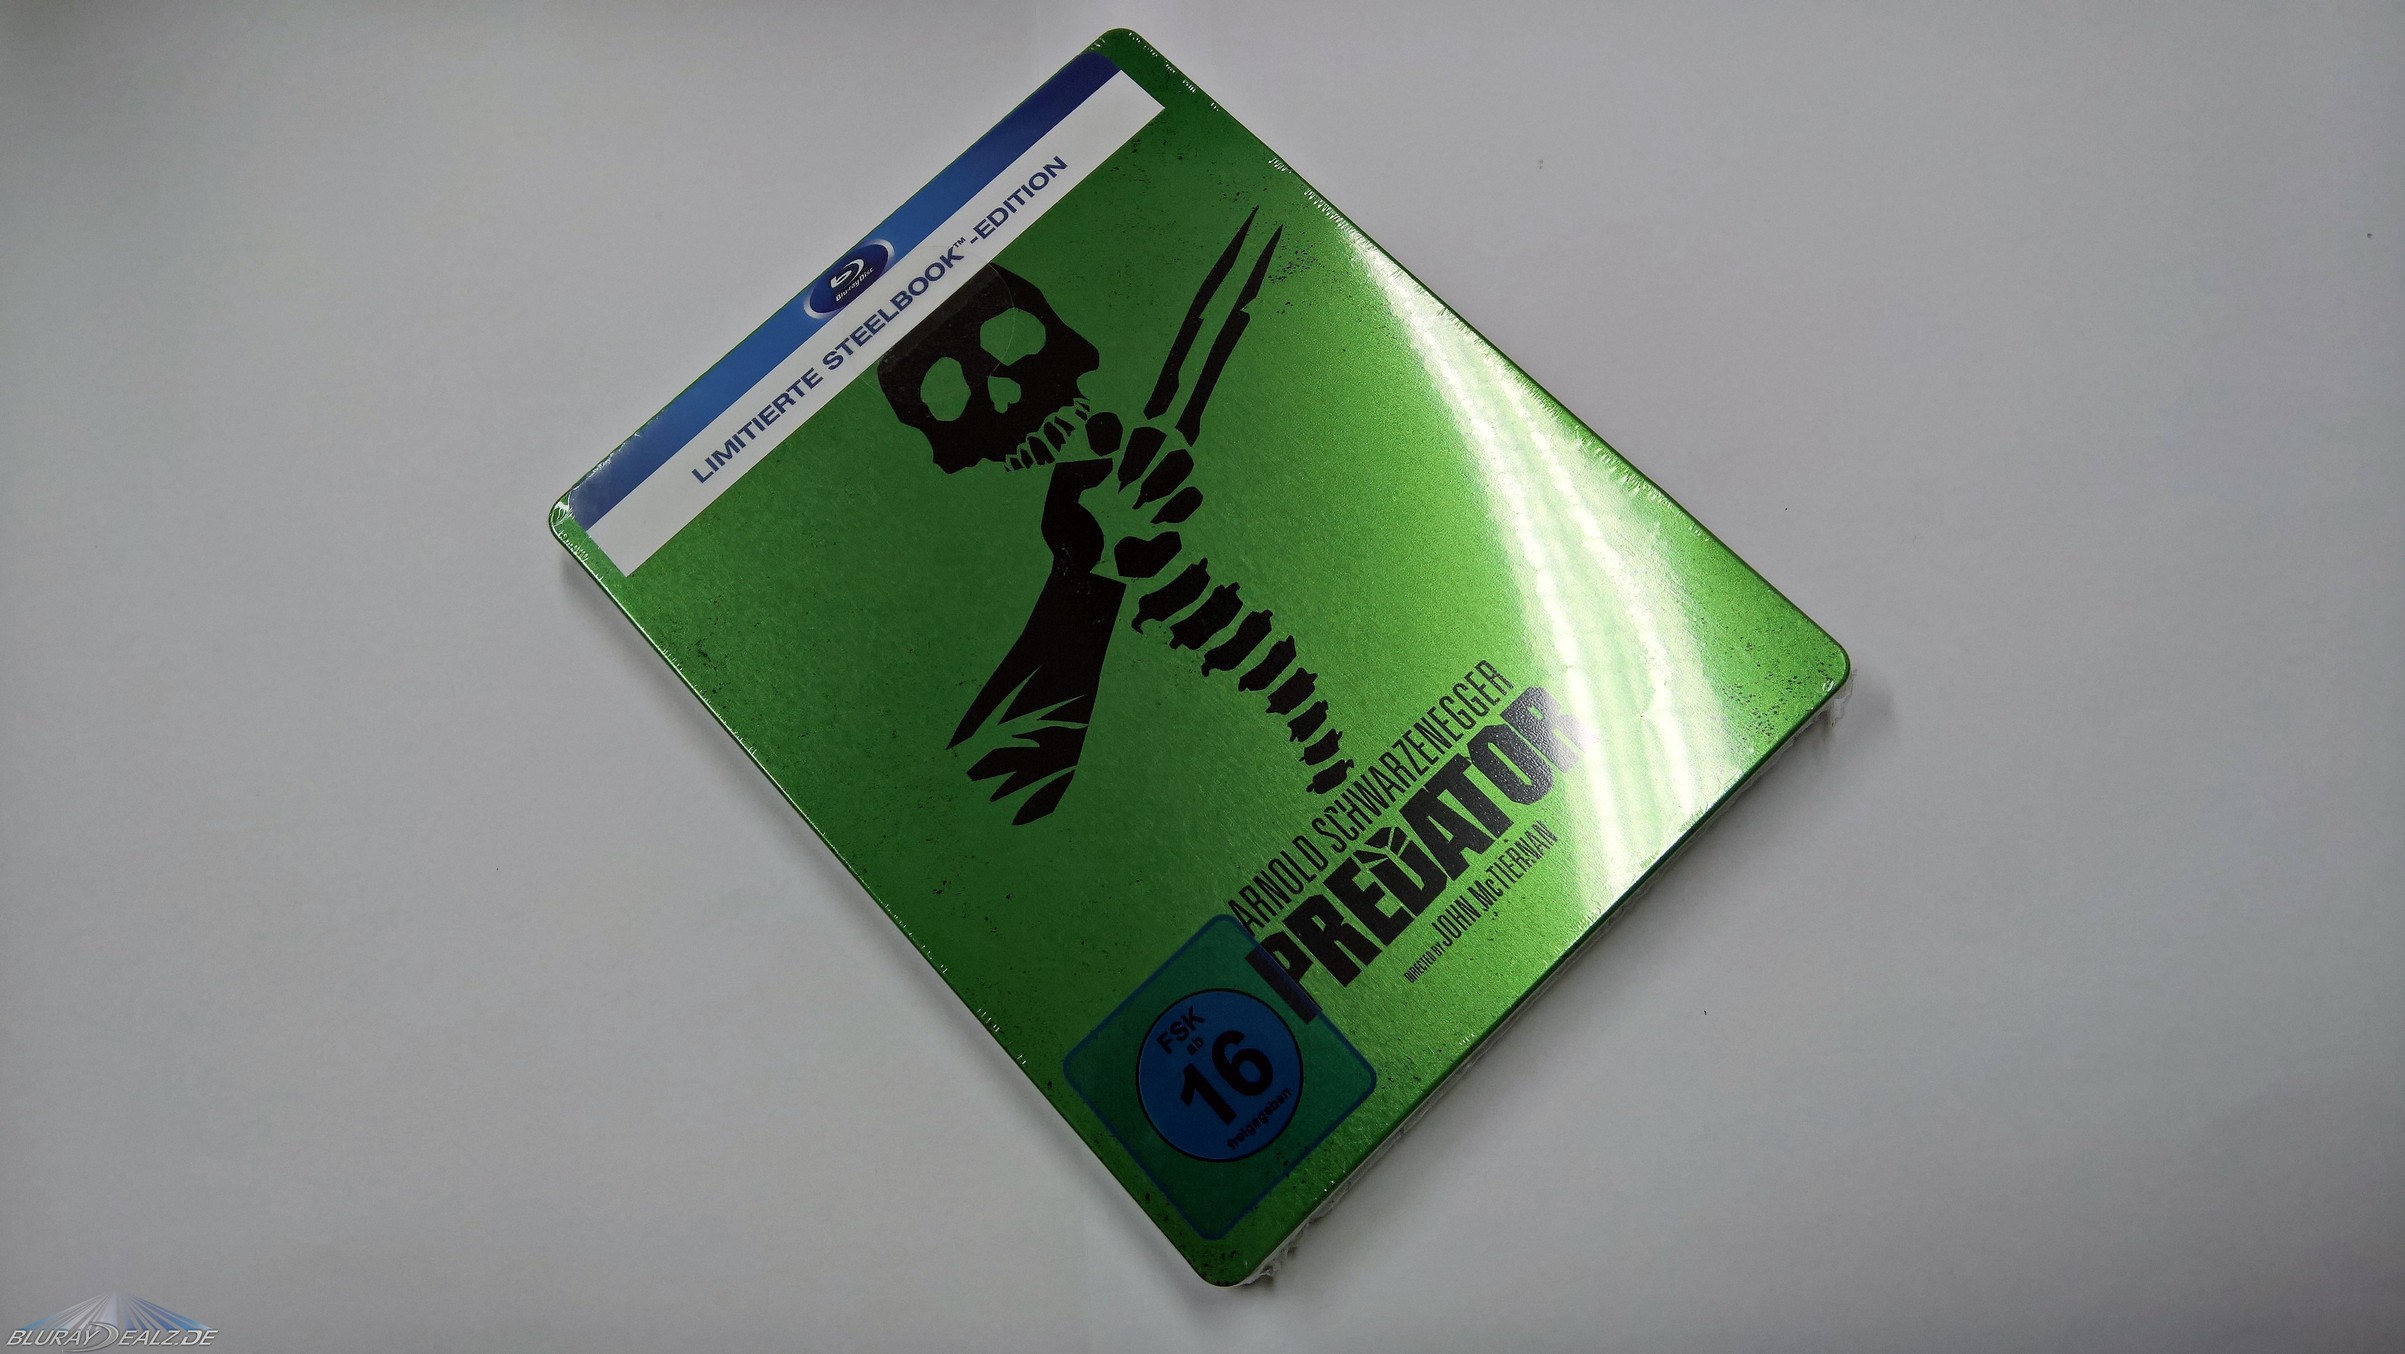 Blu-ray Disc
LIMITIERTE STEELBOOK™-EDITION
ARNOLD SCHWARZENEGGER
PREDATOR
DIRECTED BY JOHN McTIERNAN
FSK
ab
16
freigegeben
BLURAYDEALZ.DE